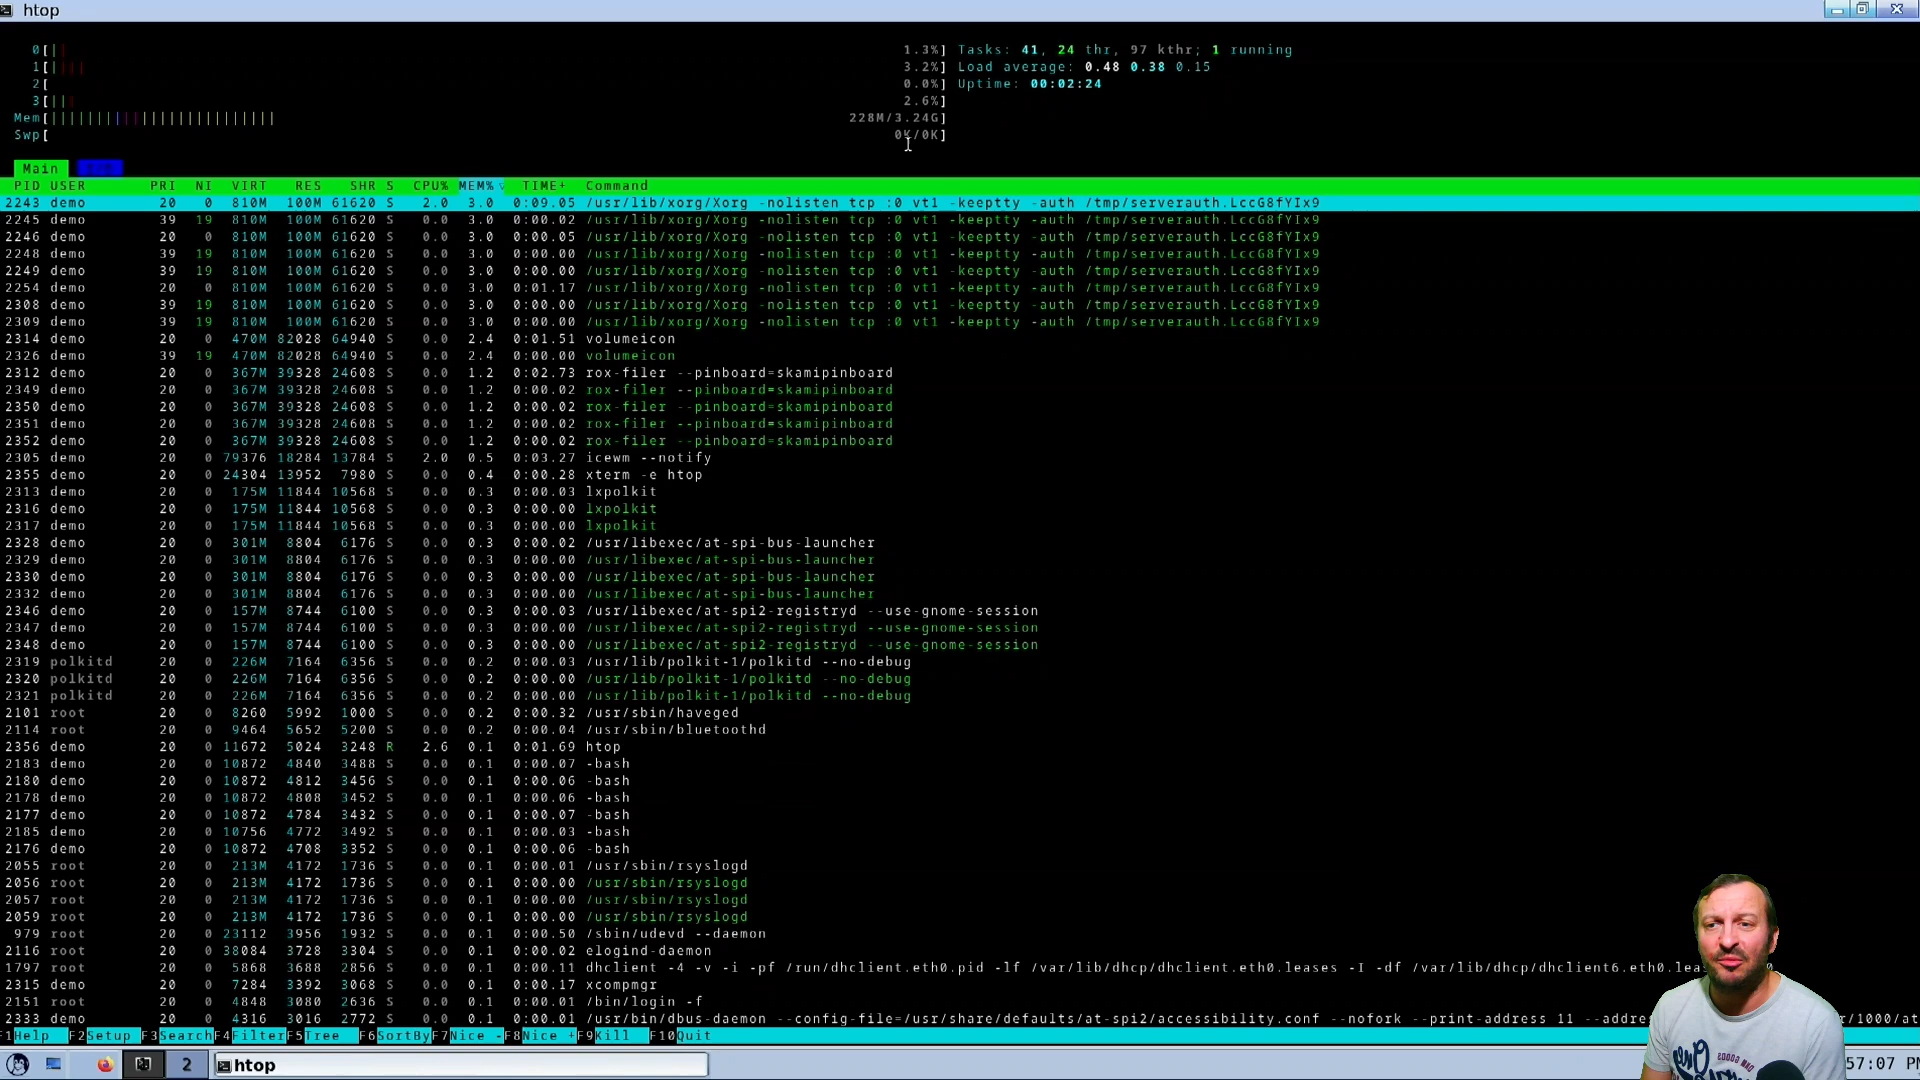 htop
0[|| 1.3%] Tasks: 41, 24 thr, 97 kthr; 1 running
1[|||| 3.2%] Load average: 0.48 0.38 0.15
2[ 0.0%] Uptime: 00:02:24
3[||| 2.6%]
Mem[||||||||||||||||||||||||| 228M/3.24G]
Swp[ 0K/0K]
Main
PID USER PRI NI VIRT RES SHR S CPU% MEM%▽ TIME+ Command
2243 demo 20 0 810M 100M 61620 S 2.0 3.0 0:09.05 /usr/lib/xorg/Xorg -nolisten tcp :0 vt1 -keeptty -auth /tmp/serverauth.LccG8fYIx9
2245 demo 39 19 810M 100M 61620 S 0.0 3.0 0:00.02 /usr/lib/xorg/Xorg -nolisten tcp :0 vt1 -keeptty -auth /tmp/serverauth.LccG8fYIx9
2246 demo 20 0 810M 100M 61620 S 0.0 3.0 0:00.05 /usr/lib/xorg/Xorg -nolisten tcp :0 vt1 -keeptty -auth /tmp/serverauth.LccG8fYIx9
2248 demo 39 19 810M 100M 61620 S 0.0 3.0 0:00.00 /usr/lib/xorg/Xorg -nolisten tcp :0 vt1 -keeptty -auth /tmp/serverauth.LccG8fYIx9
2249 demo 39 19 810M 100M 61620 S 0.0 3.0 0:00.00 /usr/lib/xorg/Xorg -nolisten tcp :0 vt1 -keeptty -auth /tmp/serverauth.LccG8fYIx9
2254 demo 20 0 810M 100M 61620 S 0.0 3.0 0:01.17 /usr/lib/xorg/Xorg -nolisten tcp :0 vt1 -keeptty -auth /tmp/serverauth.LccG8fYIx9
2308 demo 39 19 810M 100M 61620 S 0.0 3.0 0:00.00 /usr/lib/xorg/Xorg -nolisten tcp :0 vt1 -keeptty -auth /tmp/serverauth.LccG8fYIx9
2309 demo 39 19 810M 100M 61620 S 0.0 3.0 0:00.00 /usr/lib/xorg/Xorg -nolisten tcp :0 vt1 -keeptty -auth /tmp/serverauth.LccG8fYIx9
2314 demo 20 0 470M 82028 64940 S 0.0 2.4 0:01.51 volumeicon
2326 demo 39 19 470M 82028 64940 S 0.0 2.4 0:00.00 volumeicon
2312 demo 20 0 367M 39328 24608 S 0.0 1.2 0:02.73 rox-filer --pinboard=skamipinboard
2349 demo 20 0 367M 39328 24608 S 0.0 1.2 0:00.02 rox-filer --pinboard=skamipinboard
2350 demo 20 0 367M 39328 24608 S 0.0 1.2 0:00.02 rox-filer --pinboard=skamipinboard
2351 demo 20 0 367M 39328 24608 S 0.0 1.2 0:00.02 rox-filer --pinboard=skamipinboard
2352 demo 20 0 367M 39328 24608 S 0.0 1.2 0:00.02 rox-filer --pinboard=skamipinboard
2305 demo 20 0 79376 18284 13784 S 2.0 0.5 0:03.27 icewm --notify
2355 demo 20 0 24304 13952 7980 S 0.0 0.4 0:00.28 xterm -e htop
2313 demo 20 0 175M 11844 10568 S 0.0 0.3 0:00.03 lxpolkit
2316 demo 20 0 175M 11844 10568 S 0.0 0.3 0:00.00 lxpolkit
2317 demo 20 0 175M 11844 10568 S 0.0 0.3 0:00.00 lxpolkit
2328 demo 20 0 301M 8804 6176 S 0.0 0.3 0:00.02 /usr/libexec/at-spi-bus-launcher
2329 demo 20 0 301M 8804 6176 S 0.0 0.3 0:00.00 /usr/libexec/at-spi-bus-launcher
2330 demo 20 0 301M 8804 6176 S 0.0 0.3 0:00.00 /usr/libexec/at-spi-bus-launcher
2332 demo 20 0 301M 8804 6176 S 0.0 0.3 0:00.00 /usr/libexec/at-spi-bus-launcher
2346 demo 20 0 157M 8744 6100 S 0.0 0.3 0:00.03 /usr/libexec/at-spi2-registryd --use-gnome-session
2347 demo 20 0 157M 8744 6100 S 0.0 0.3 0:00.00 /usr/libexec/at-spi2-registryd --use-gnome-session
2348 demo 20 0 157M 8744 6100 S 0.0 0.3 0:00.00 /usr/libexec/at-spi2-registryd --use-gnome-session
2319 polkitd 20 0 226M 7164 6356 S 0.0 0.2 0:00.03 /usr/lib/polkit-1/polkitd --no-debug
2320 polkitd 20 0 226M 7164 6356 S 0.0 0.2 0:00.00 /usr/lib/polkit-1/polkitd --no-debug
2321 polkitd 20 0 226M 7164 6356 S 0.0 0.2 0:00.00 /usr/lib/polkit-1/polkitd --no-debug
2101 root 20 0 8260 5992 1000 S 0.0 0.2 0:00.32 /usr/sbin/haveged
2114 root 20 0 9464 5652 5200 S 0.0 0.2 0:00.04 /usr/sbin/bluetoothd
2356 demo 20 0 11672 5024 3248 R 2.6 0.1 0:01.69 htop
2183 demo 20 0 10872 4840 3488 S 0.0 0.1 0:00.07 -bash
2180 demo 20 0 10872 4812 3456 S 0.0 0.1 0:00.06 -bash
2178 demo 20 0 10872 4808 3452 S 0.0 0.1 0:00.06 -bash
2177 demo 20 0 10872 4784 3432 S 0.0 0.1 0:00.07 -bash
2185 demo 20 0 10756 4772 3492 S 0.0 0.1 0:00.03 -bash
2176 demo 20 0 10872 4708 3352 S 0.0 0.1 0:00.06 -bash
2055 root 20 0 213M 4172 1736 S 0.0 0.1 0:00.01 /usr/sbin/rsyslogd
2056 root 20 0 213M 4172 1736 S 0.0 0.1 0:00.00 /usr/sbin/rsyslogd
2057 root 20 0 213M 4172 1736 S 0.0 0.1 0:00.00 /usr/sbin/rsyslogd
2059 root 20 0 213M 4172 1736 S 0.0 0.1 0:00.00 /usr/sbin/rsyslogd
979 root 20 0 23112 3956 1932 S 0.0 0.1 0:00.50 /sbin/udevd --daemon
2116 root 20 0 38084 3728 3304 S 0.0 0.1 0:00.02 elogind-daemon
1797 root 20 0 5868 3688 2856 S 0.0 0.1 0:00.11 dhclient -4 -v -i -pf /run/dhclient.eth0.pid -lf /var/lib/dhcp/dhclient.eth0.leases -I -df /var/lib/dhcp/dhclient6.eth0.leas
2315 demo 20 0 7284 3392 3068 S 0.0 0.1 0:00.17 xcompmgr
2151 root 20 0 4848 3080 2636 S 0.0 0.1 0:00.01 /bin/login -f
2333 demo 20 0 4316 3016 2772 S 0.0 0.1 0:00.01 /usr/bin/dbus-daemon --config-file=/usr/share/defaults/at-spi2/accessibility.conf --nofork --print-address 11 --addre r/1000/at
F1Help F2Setup F3Search F4Filter F5Tree F6SortBy F7Nice - F8Nice + F9Kill F10Quit
2 htop 57:07 PM